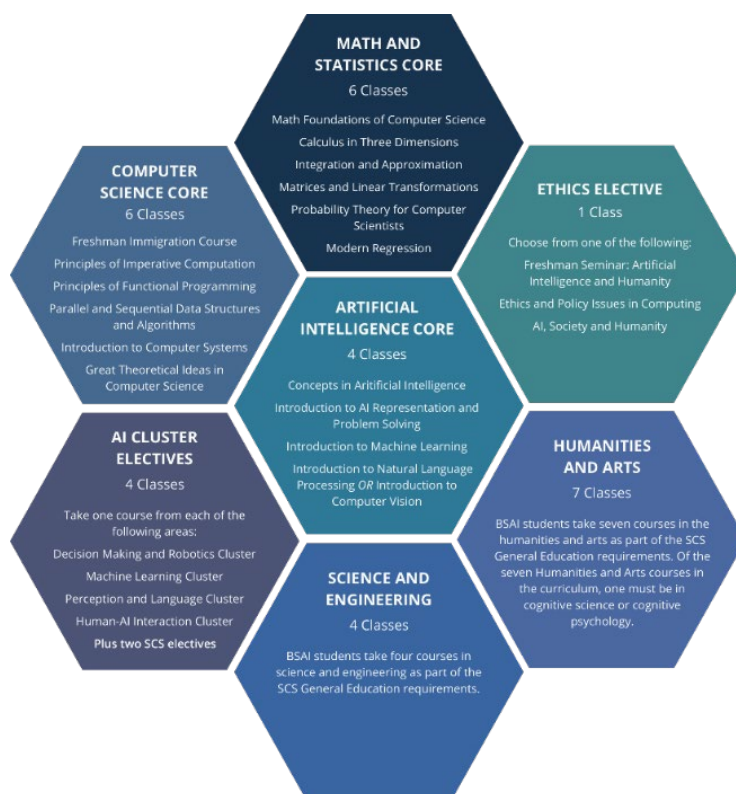 MATH AND
STATISTICS CORE
6 Classes
Math Foundations of Computer Science
Calculus in Three Dimensions
Integration and Approximation
Matrices and Linear Transformations
Probability Theory for Computer
Scientists
Modern Regression
COMPUTER
SCIENCE CORE
6 Classes
Freshman Immigration Course
Principles of Imperative Computation
Principles of Functional Programming
Parallel and Sequential Data Structures
and Algorithms
Introduction to Computer Systems
Great Theoretical Ideas in
Computer Science
ETHICS ELECTIVE
1 Class
Choose from one of the following:
Freshman Seminar: Artificial
Intelligence and Humanity
Ethics and Policy Issues in Computing
AI, Society and Humanity
ARTIFICIAL
INTELLIGENCE CORE
4 Classes
Concepts in Aritificial Intelligence
Introduction to AI Representation and
Problem Solving
Introduction to Machine Learning
Introduction to Natural Language
Processing OR Introduction to
Computer Vision
AI CLUSTER
ELECTIVES
4 Classes
Take one course from each of the
following areas:
Decision Making and Robotics Cluster
Machine Learning Cluster
Perception and Language Cluster
Human-AI Interaction Cluster
Plus two SCS electives
HUMANITIES
AND ARTS
7 Classes
BSAI students take seven courses in the
humanities and arts as part of the SCS
General Education requirements. Of the
seven Humanities and Arts courses in
the curriculum, one must be in
cognitive science or cognitive
psychology.
SCIENCE AND
ENGINEERING
4 Classes
BSAI students take four courses in
science and engineering as part of the
SCS General Education requirements.